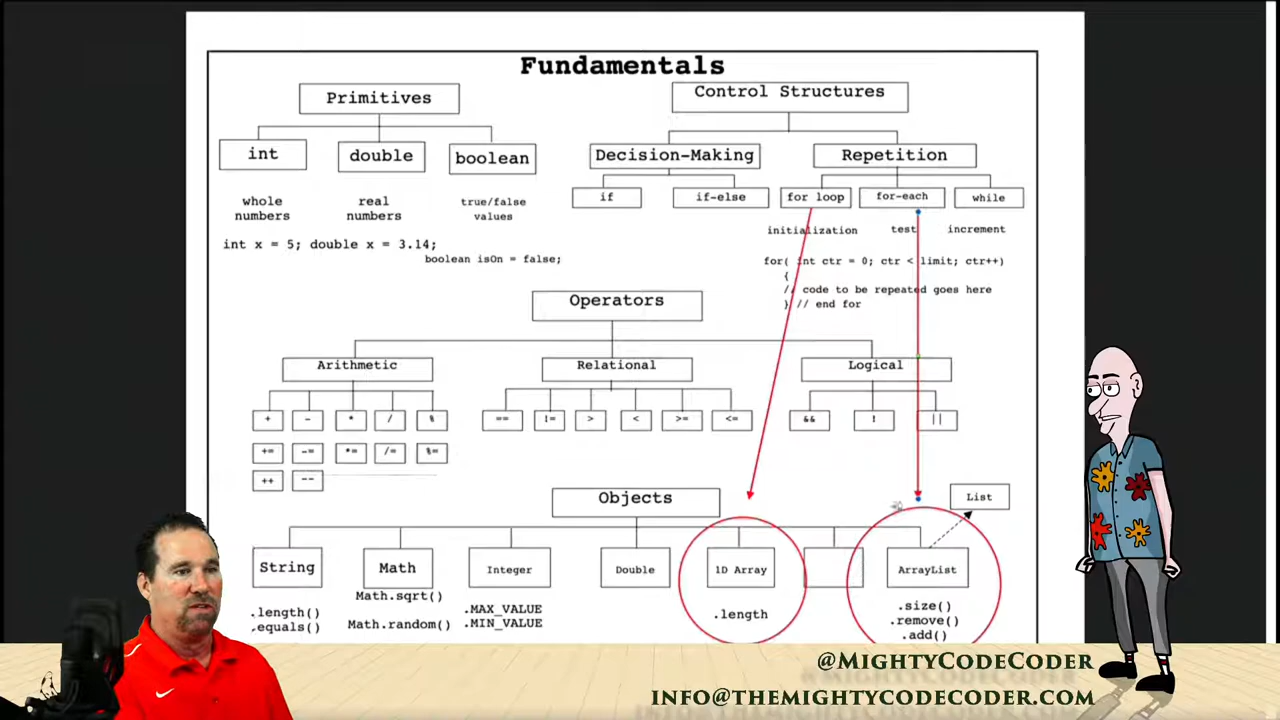 Fundamentals
Primitives
int
double
boolean
whole numbers
real numbers
true/false values
int x = 5; double x = 3.14;
boolean isOn = false;
Control Structures
Decision-Making
Repetition
if
if-else
for loop
for-each
while
initialization test increment
for( int ctr = 0; ctr < limit; ctr++)
{
// code to be repeated goes here
} // end for
Operators
Arithmetic
Relational
Logical
+ - * / %
+= -= *= /= %=
++ --
== != > < >= <=
&& ! ||
Objects
List
String
Math
Integer
Double
1D Array
ArrayList
.length()
.equals()
Math.sqrt()
Math.random()
.MAX_VALUE
.MIN_VALUE
.length
.size()
.remove()
.add()
@MightyCodeCoder
info@themightycodecoder.com